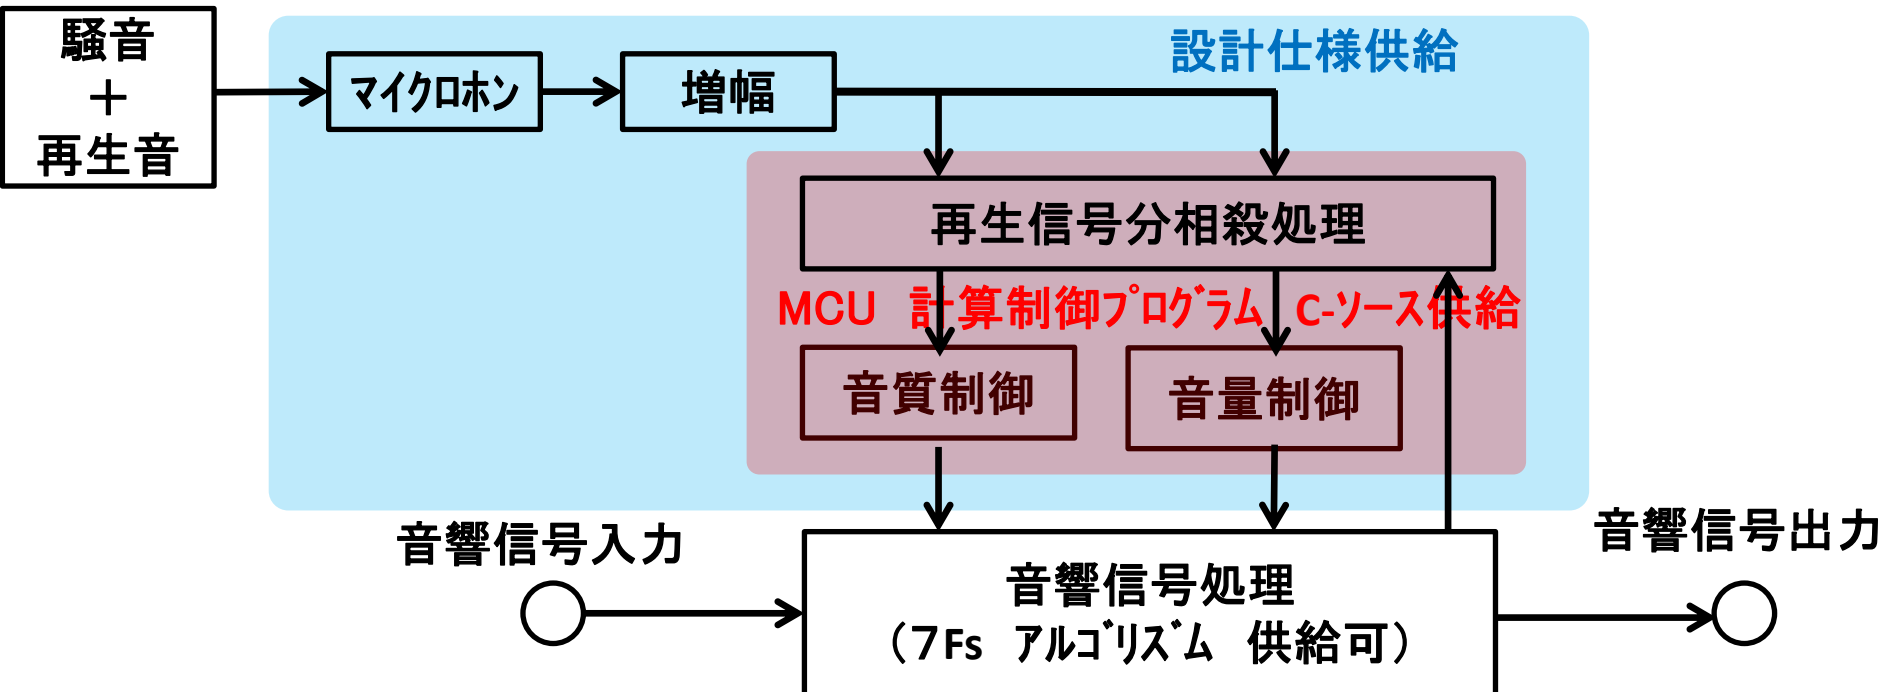 騒音
＋
再生音
設計仕様供給
マイクロホン
増幅
再生信号分相殺処理
MCU　計算制御プログラム　C-ソース供給
音質制御
音量制御
音響信号入力
音響信号出力
音響信号処理
（７Fs　アルゴリズム　供給可）